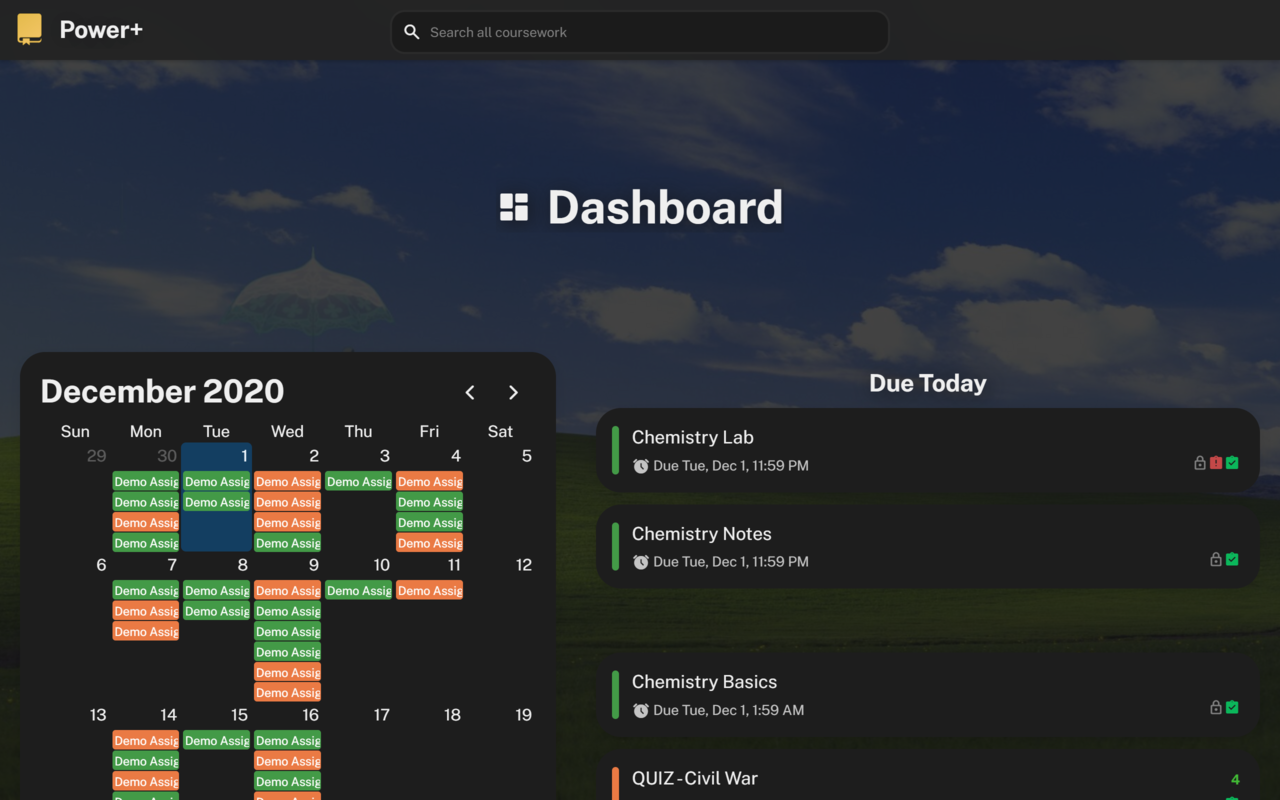 Power+
Search all coursework
Dashboard
December 2020
Sun Mon Tue Wed Thu Fri Sat
29 30 1 2 3 4 5
Demo Assig Demo Assig Demo Assig Demo Assig Demo Assig
Demo Assig Demo Assig Demo Assig Demo Assig
Demo Assig Demo Assig Demo Assig
Demo Assig Demo Assig Demo Assig
6 7 8 9 10 11 12
Demo Assig Demo Assig Demo Assig Demo Assig Demo Assig
Demo Assig Demo Assig Demo Assig
Demo Assig Demo Assig
Demo Assig
Demo Assig
Demo Assig
13 14 15 16 17 18 19
Demo Assig Demo Assig Demo Assig
Demo Assig Demo Assig
Demo Assig Demo Assig
Due Today
Chemistry Lab
Due Tue, Dec 1, 11:59 PM
Chemistry Notes
Due Tue, Dec 1, 11:59 PM
Chemistry Basics
Due Tue, Dec 1, 1:59 AM
QUIZ-Civil War
4